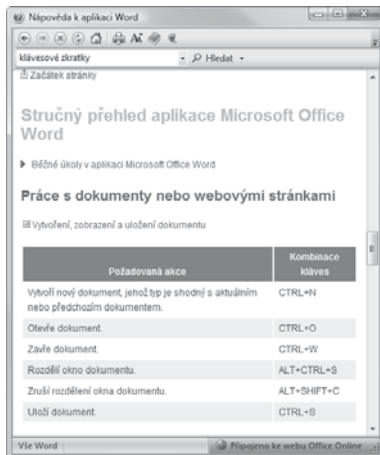 Nápověda k aplikaci Word
klávesové zkratky
Hledat
Začátek stránky
Stručný přehled aplikace Microsoft Office
Word
Běžné úkoly v aplikaci Microsoft Office Word
Práce s dokumenty nebo webovými
stránkami
Vytvoření, zobrazení a uložení dokumentu
Požadovaná akce
Kombinace
kláves
Vytvoří nový dokument, jehož typ je shodný s aktuálním
nebo předchozím dokumentem.
CTRL+N
Otevře dokument. CTRL+O
Zavře dokument. CTRL+W
Rozdělí okno dokumentu. ALT+CTRL+S
Zruší rozdělení okna dokumentu. ALT+SHIFT+C
Uloží dokument. CTRL+S
Vše Word
Připojeno ke webu Office Online